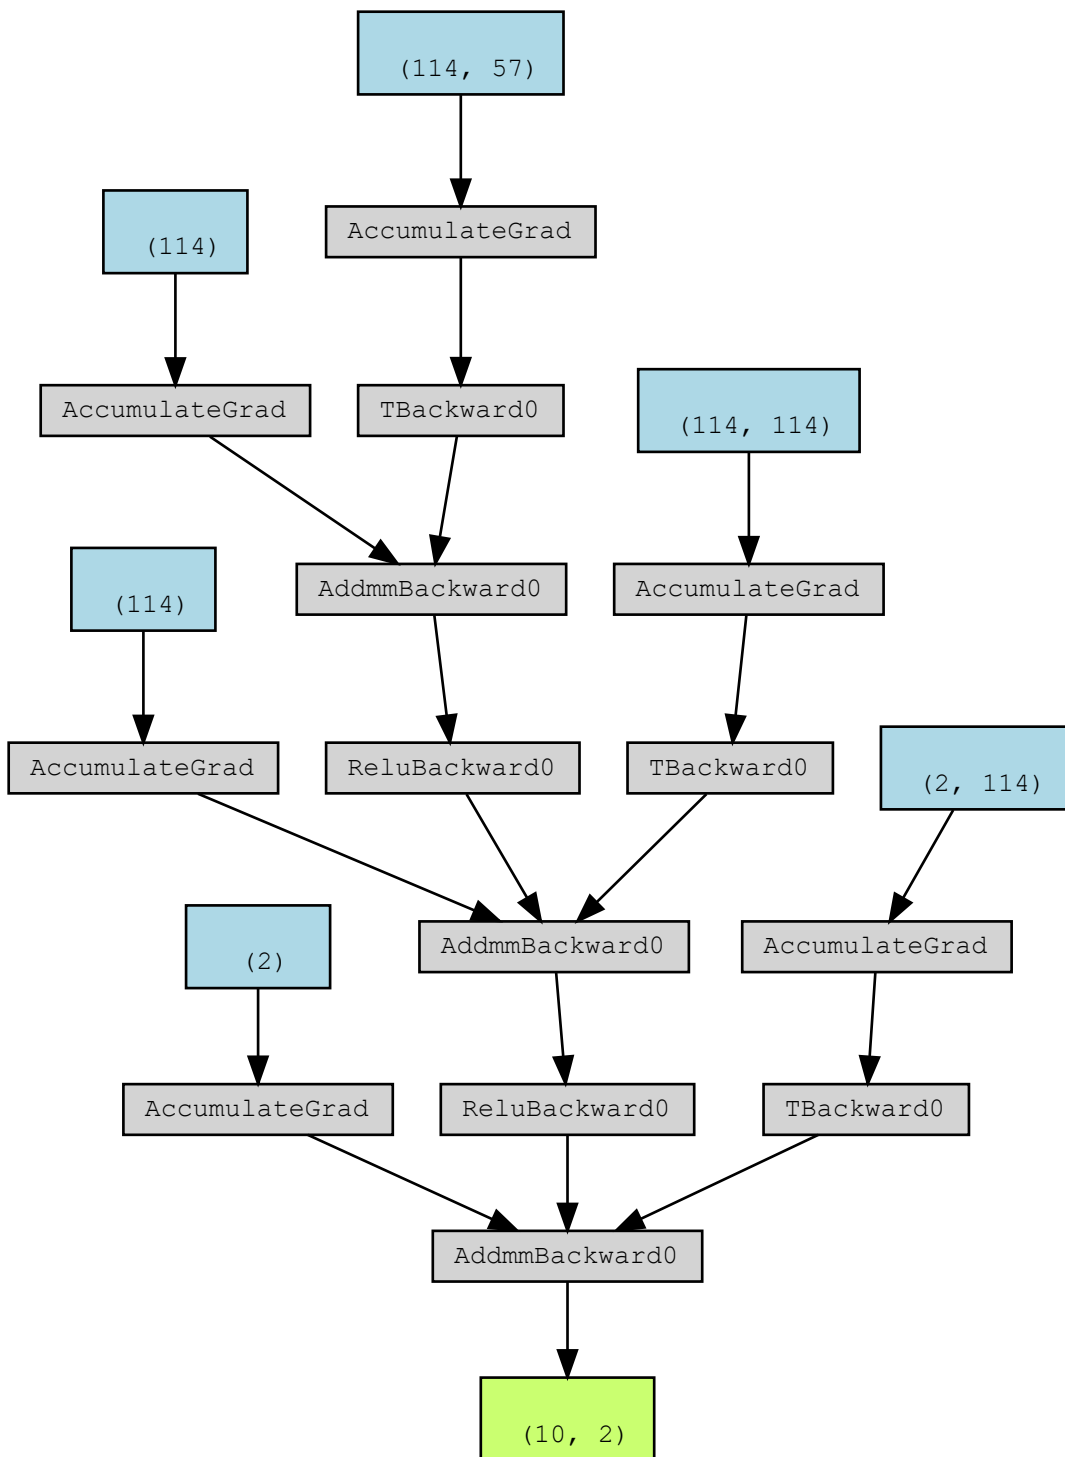 (114, 57)
AccumulateGrad
(114)
AccumulateGrad
TBackward0
(114, 114)
AddmmBackward0
AccumulateGrad
(114)
AccumulateGrad
ReluBackward0
TBackward0
(2, 114)
AddmmBackward0
AccumulateGrad
(2)
AccumulateGrad
ReluBackward0
TBackward0
AddmmBackward0
(10, 2)